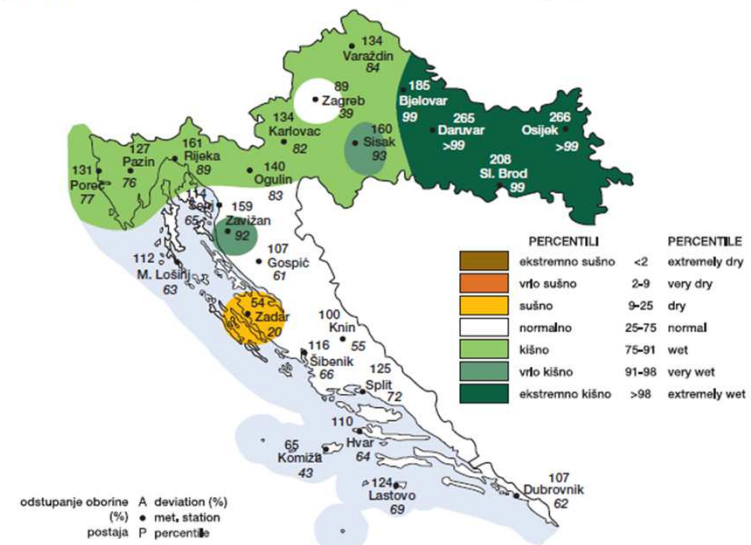 134
Varaždin
84
89
Zagreb
39
185
Bjelovar
99
265
Daruvar
>99
266
Osijek
>99
134
Karlovac
82
160
Sisak
93
208
Sl. Brod
99
127
Pazin
76
161
Rijeka
89
131
Poreč
77
140
Ogulin
83
114
Senj
65
159
Zavižan
92
107
Gospić
61
112
M. Lošinj
63
54
Zadar
20
100
Knin
55
116
Šibenik
66
125
Split
72
110
Hvar
64
65
Komiža
43
124
Lastovo
69
107
Dubrovnik
62
PERCENTILI PERCENTILE
ekstremno sušno <2 extremely dry
vrlo sušno 2-9 very dry
sušno 9-25 dry
normalno 25-75 normal
kišno 75-91 wet
vrlo kišno 91-98 very wet
ekstremno kišno >98 extremely wet
odstupanje oborine A deviation (%)
(%) met. station
postaja P percentile